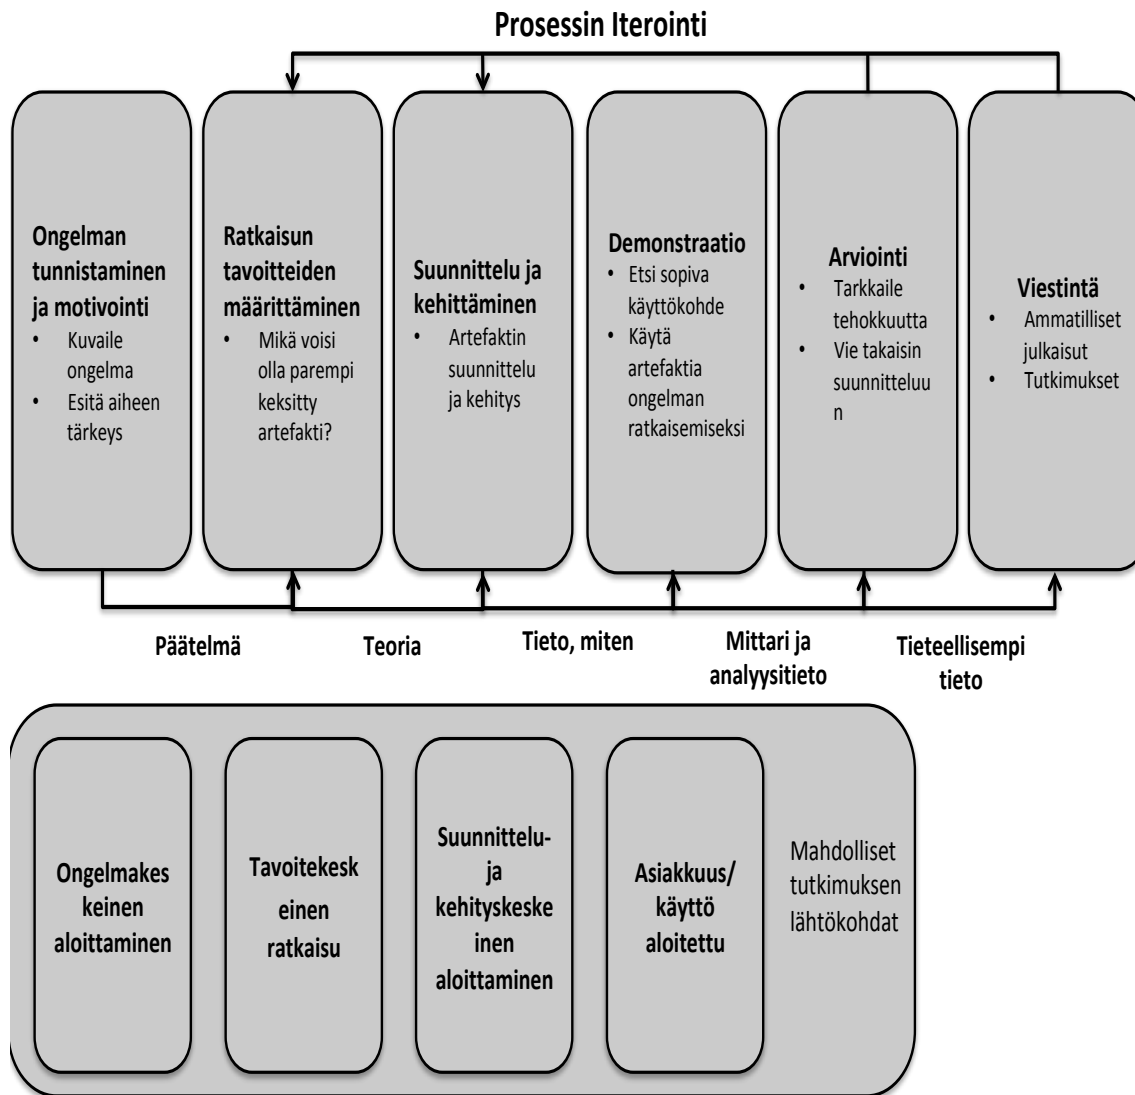 Prosessin Iterointi
Ongelman
tunnistaminen
ja motivointi
• Kuvaile
ongelma
• Esitä aiheen
tärkeys
Ratkaisun
tavoitteiden
määrittäminen
• Mikä voisi
olla parempi
keksitty
artefakti?
Suunnittelu ja
kehittäminen
• Artefaktin
suunnittelu
ja kehitys
Demonstraatio
• Etsi sopiva
käyttökohde
• Käytä
artefaktia
ongelman
ratkaisemiseksi
Arviointi
• Tarkkaile
tehokkuutta
• Vie takaisin
suunnitteluu
n
Viestintä
• Ammatilliset
julkaisut
• Tutkimukset
Päätelmä
Teoria
Tieto, miten
Mittari ja
analyysitieto
Tieteellisempi
tieto
Ongelmakes
keinen
aloittaminen
Tavoitekesk
einen
ratkaisu
Suunnittelu-
ja
kehityskeske
inen
aloittaminen
Asiakkuus/
käyttö
aloitettu
Mahdolliset
tutkimuksen
lähtökohdat